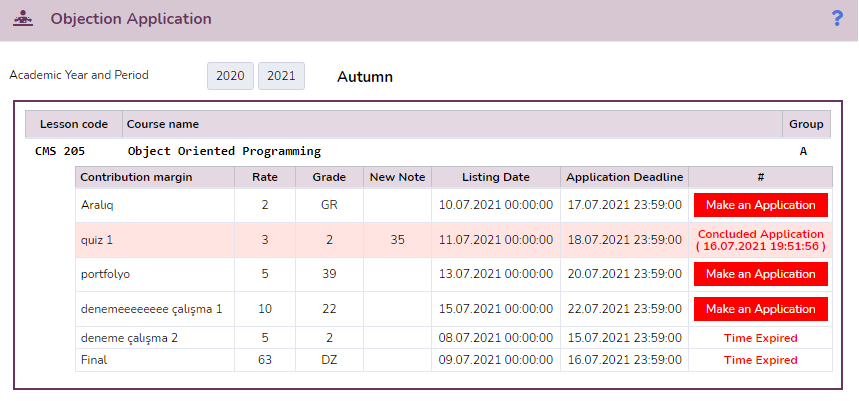 Objection Application ?
Academic Year and Period 2020 2021 Autumn
Lesson code Course name Group
CMS 205 Object Oriented Programming A
Contribution margin Rate Grade New Note Listing Date Application Deadline #
Aralıq 2 GR 10.07.2021 00:00:00 17.07.2021 23:59:00 Make an Application
quiz 1 3 2 35 11.07.2021 00:00:00 18.07.2021 23:59:00 Concluded Application
( 16.07.2021 19:51:56 )
portfolyo 5 39 13.07.2021 00:00:00 20.07.2021 23:59:00 Make an Application
denemeeeeeeee çalışma 1 10 22 15.07.2021 00:00:00 22.07.2021 23:59:00 Make an Application
deneme çalışma 2 5 2 08.07.2021 00:00:00 15.07.2021 23:59:00 Time Expired
Final 63 DZ 09.07.2021 00:00:00 16.07.2021 23:59:00 Time Expired